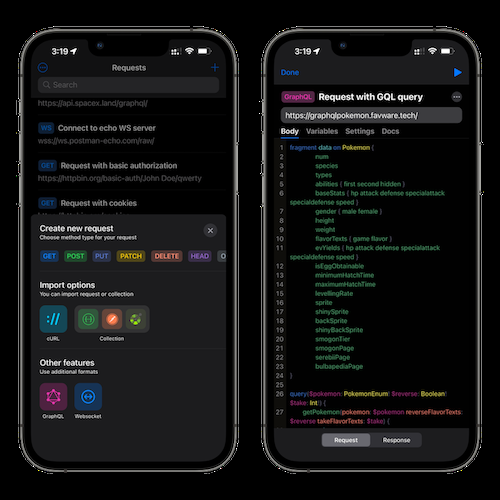 3:19
Requests
Search
https://api.spacex.land/graphql/
WS Connect to echo WS server
wss://ws.postman-echo.com/raw/
GET Request with basic authorization
https://httpbin.org/basic-auth/John Doe/qwerty
GET Request with cookies
Create new request
Choose method type for your request
GET POST PUT PATCH DELETE HEAD
Import options
You can import request or collection
cURL
Collection
Other features
Use additional formats
GraphQL Websocket
3:19
Done
GraphQL Request with GQL query
https://graphqlpokemon.favware.tech/
Body Variables Settings Docs
1 fragment data on Pokemon {
2 num
3 species
4 types
5 abilities { first second hidden }
6 baseStats { hp attack defense specialattack
specialdefense speed }
7 gender { male female }
8 height
9 weight
10 flavorTexts { game flavor }
11 evYields { hp attack defense specialattack
specialdefense speed }
12 isEggObtainable
13 minimumHatchTime
14 maximumHatchTime
15 levellingRate
16 sprite
17 shinySprite
18 backSprite
19 shinyBackSprite
20 smogonTier
21 smogonPage
22 serebiiPage
23 bulbapediaPage
24 }
25
26 query($pokemon: PokemonEnum! $reverse: Boolean!
$take: Int!) {
27 getPokemon(pokemon: $pokemon reverseFlavorTexts:
$reverse takeFlavorTexts: $take) {
Request Response